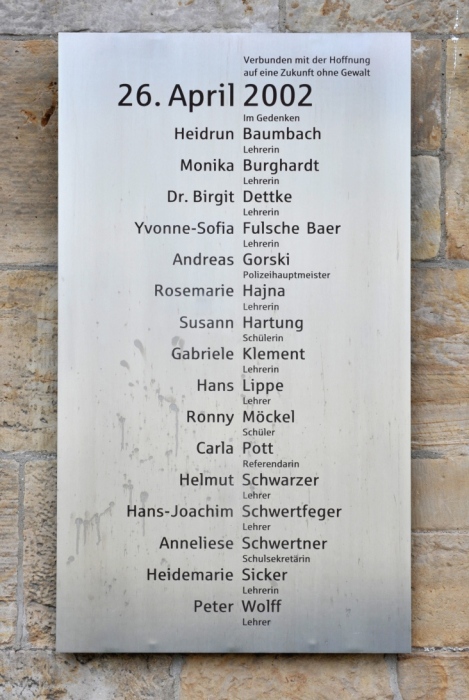 Verbunden mit der Hoffnung
auf eine Zukunft ohne Gewalt
26. April 2002
Im Gedenken
Heidrun Baumbach
Lehrerin
Monika Burghardt
Lehrerin
Dr. Birgit Dettke
Lehrerin
Yvonne-Sofia Fulsche Baer
Lehrerin
Andreas Gorski
Polizeihauptmeister
Rosemarie Hajna
Lehrerin
Susann Hartung
Schülerin
Gabriele Klement
Lehrerin
Hans Lippe
Lehrer
Ronny Möckel
Schüler
Carla Pott
Referendarin
Helmut Schwarzer
Lehrer
Hans-Joachim Schwertfeger
Lehrer
Anneliese Schwertner
Schulsekretärin
Heidemarie Sicker
Lehrerin
Peter Wolff
Lehrer